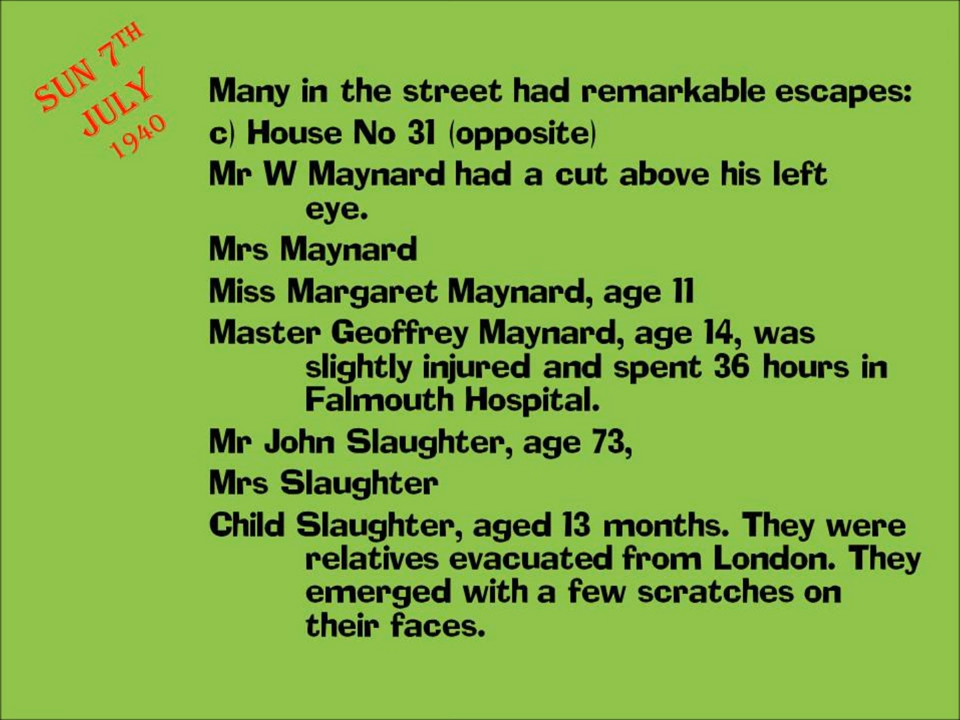 SUN 7TH
JULY
1940
Many in the street had remarkable escapes:
c) House No 31 (opposite)
Mr W Maynard had a cut above his left
eye.
Mrs Maynard
Miss Margaret Maynard, age 11
Master Geoffrey Maynard, age 14, was
slightly injured and spent 36 hours in
Falmouth Hospital.
Mr John Slaughter, age 73,
Mrs Slaughter
Child Slaughter, aged 13 months. They were
relatives evacuated from London. They
emerged with a few scratches on
their faces.